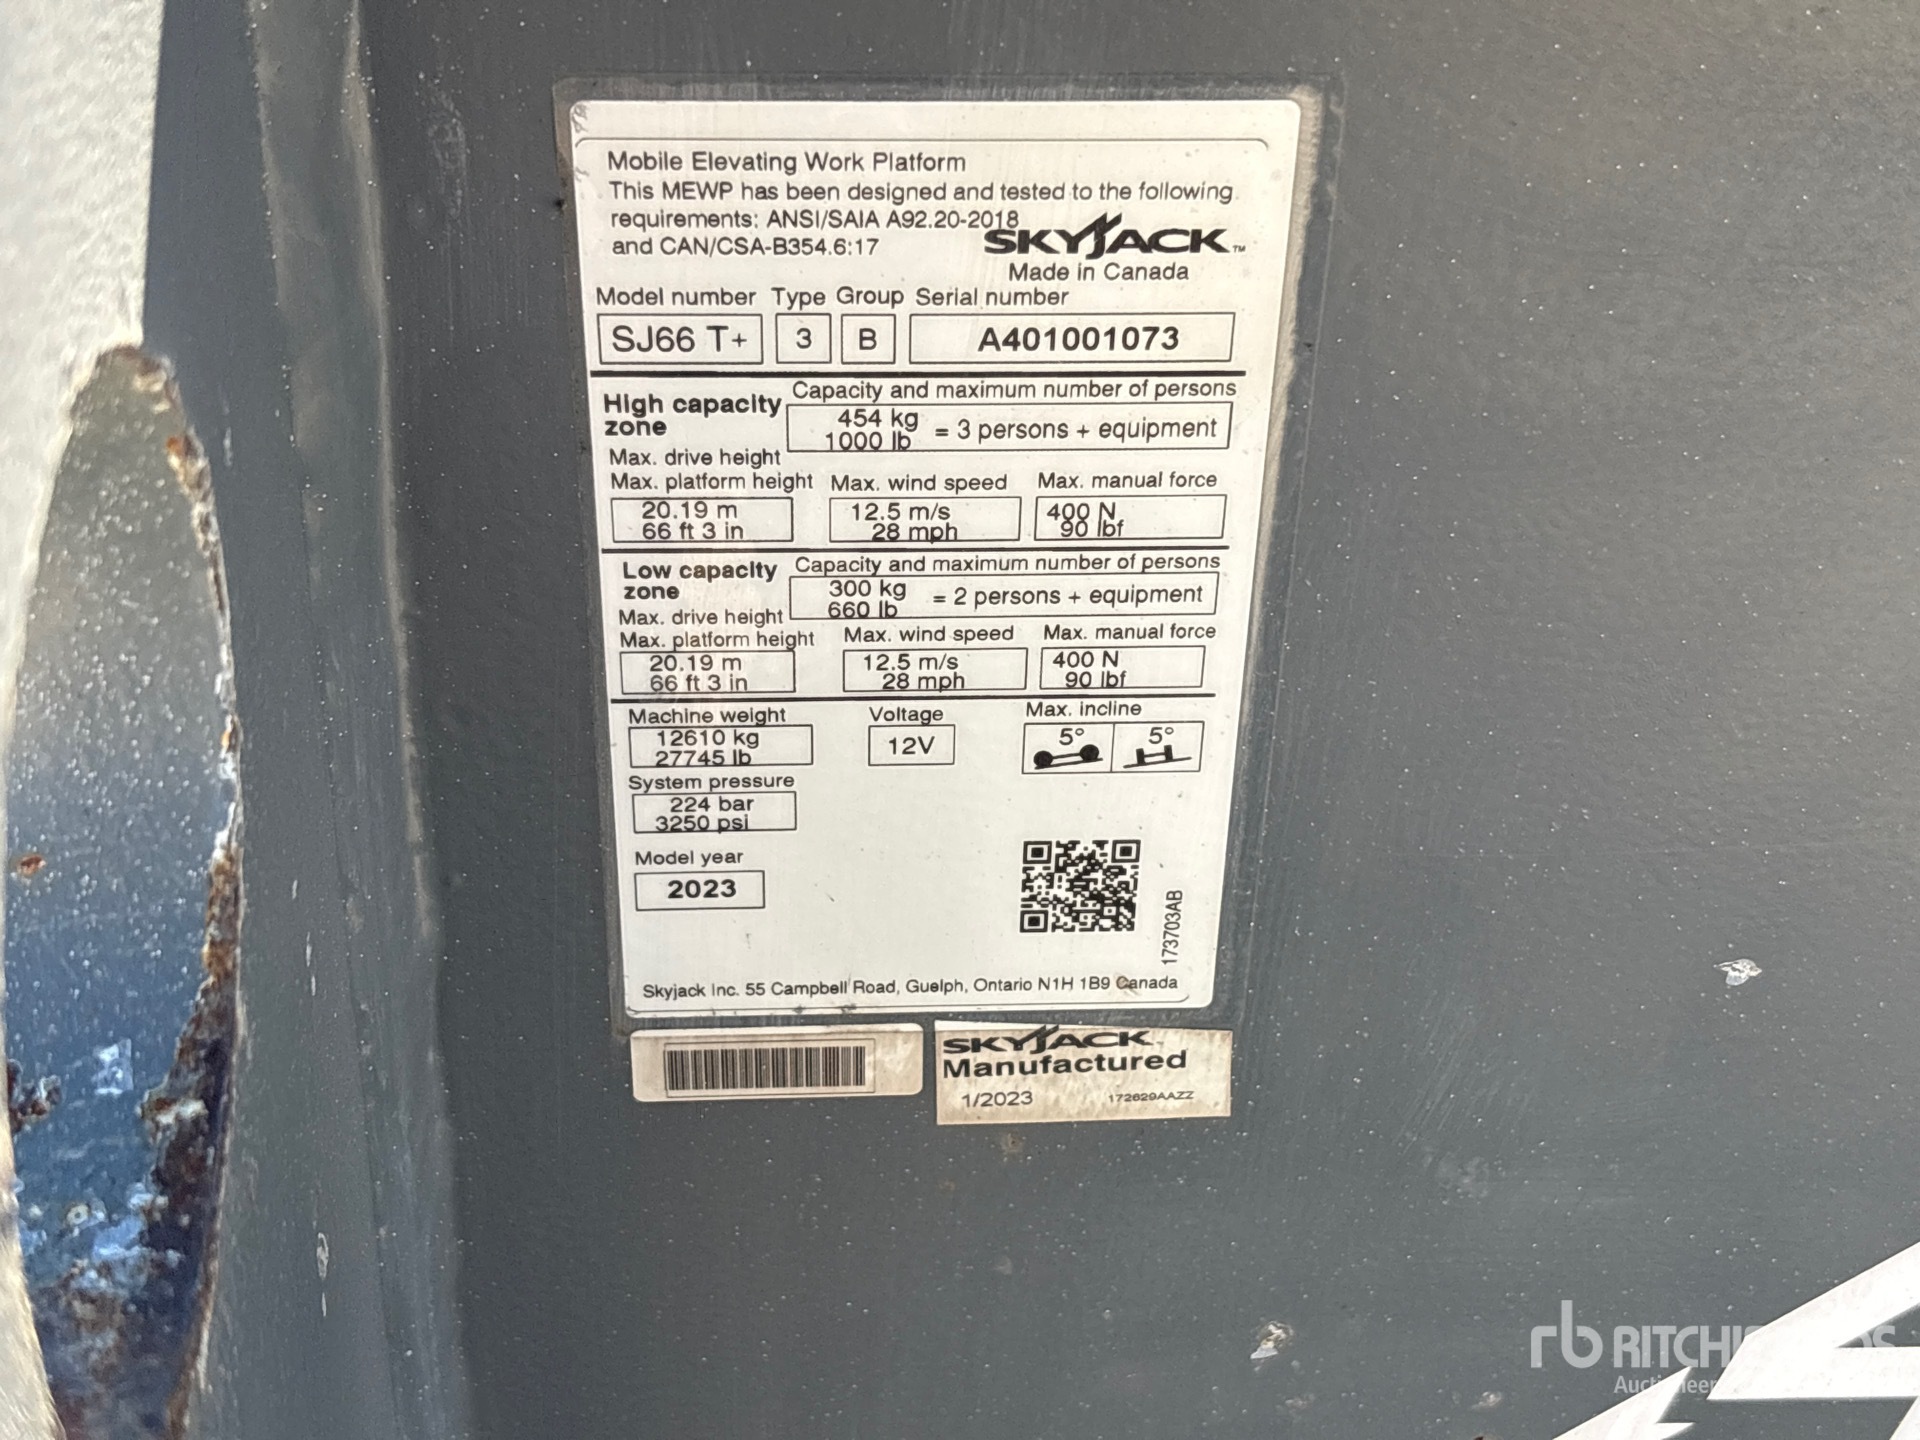 Mobile Elevating Work Platform
This MEWP has been designed and tested to the following
requirements: ANSI/SAIA A92.20-2018
and CAN/CSA-B354.6:17
SKYJACK™
Made in Canada
Model number Type Group Serial number
SJ66 T+ 3 B A401001073
High capacity zone
Capacity and maximum number of persons
454 kg
1000 lb = 3 persons + equipment
Max. drive height
Max. platform height Max. wind speed Max. manual force
20.19 m 12.5 m/s 400 N
66 ft 3 in 28 mph 90 lbf
Low capacity zone
Capacity and maximum number of persons
300 kg
660 lb = 2 persons + equipment
Max. drive height
Max. platform height Max. wind speed Max. manual force
20.19 m 12.5 m/s 400 N
66 ft 3 in 28 mph 90 lbf
Machine weight Voltage Max. incline
12610 kg 12V 5° 5°
27745 lb
System pressure
224 bar
3250 psi
Model year
2023
173703AB
Skyjack Inc. 55 Campbell Road, Guelph, Ontario N1H 1B9 Canada
SKYJACK
Manufactured
1/2023 172629AAZZ
rb